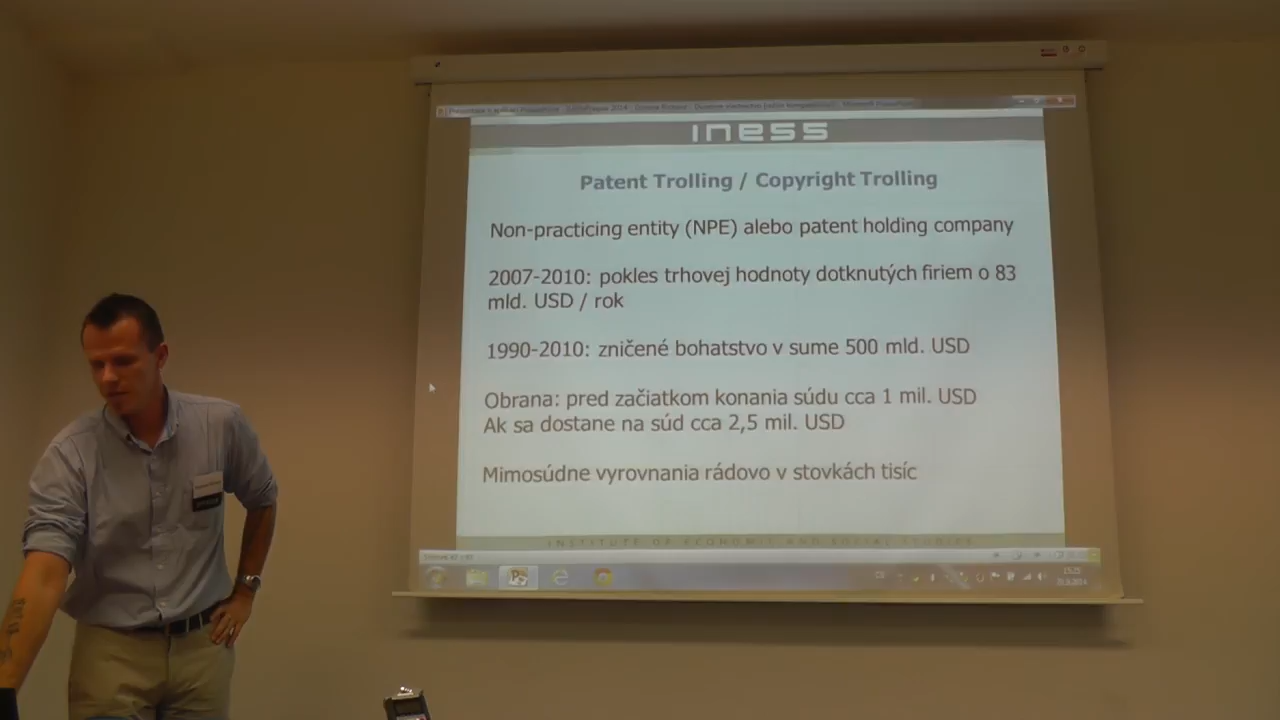 iness
Patent Trolling / Copyright Trolling
Non-practicing entity (NPE) alebo patent holding company
2007-2010: pokles trhovej hodnoty dotknutých firiem o 83
mld. USD / rok
1990-2010: zničené bohatstvo v sume 500 mld. USD
Obrana: pred začiatkom konania súdu cca 1 mil. USD
Ak sa dostane na súd cca 2,5 mil. USD
Mimosúdne vyrovnania rádovo v stovkách tisíc
INSTITUTE OF ECONOMIC AND SOCIAL STUDIES